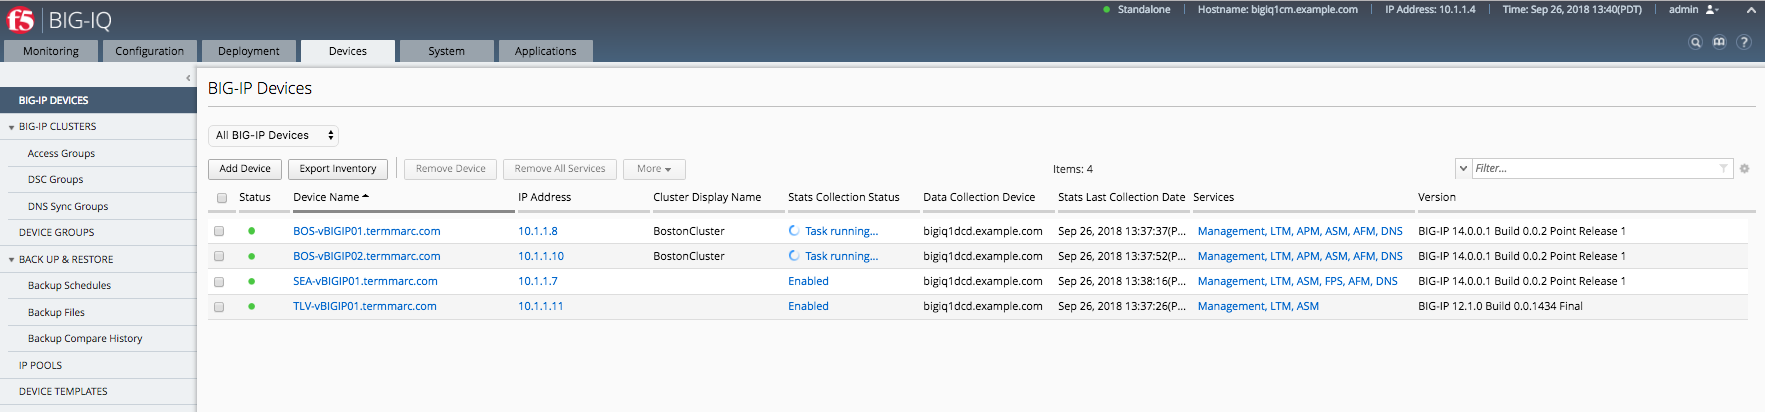 f5 BIG-IQ
Standalone Hostname: bigiq1cm.example.com IP Address: 10.1.1.4 Time: Sep 26, 2018 13:40(PDT) admin
Monitoring Configuration Deployment Devices System Applications
BIG-IP DEVICES
BIG-IP CLUSTERS
Access Groups
DSC Groups
DNS Sync Groups
DEVICE GROUPS
BACK UP & RESTORE
Backup Schedules
Backup Files
Backup Compare History
IP POOLS
DEVICE TEMPLATES
BIG-IP Devices
All BIG-IP Devices
Add Device Export Inventory Remove Device Remove All Services More Items: 4 Filter...
Status Device Name IP Address Cluster Display Name Stats Collection Status Data Collection Device Stats Last Collection Date Services Version
BOS-vBIGIP01.termmarc.com 10.1.1.8 BostonCluster Task running... bigiq1dcd.example.com Sep 26, 2018 13:37:37(P... Management, LTM, APM, ASM, AFM, DNS BIG-IP 14.0.0.1 Build 0.0.2 Point Release 1
BOS-vBIGIP02.termmarc.com 10.1.1.10 BostonCluster Task running... bigiq1dcd.example.com Sep 26, 2018 13:37:52(P... Management, LTM, APM, ASM, AFM, DNS BIG-IP 14.0.0.1 Build 0.0.2 Point Release 1
SEA-vBIGIP01.termmarc.com 10.1.1.7 Enabled bigiq1dcd.example.com Sep 26, 2018 13:38:16(P... Management, LTM, ASM, FPS, AFM, DNS BIG-IP 14.0.0.1 Build 0.0.2 Point Release 1
TLV-vBIGIP01.termmarc.com 10.1.1.11 Enabled bigiq1dcd.example.com Sep 26, 2018 13:37:26(P... Management, LTM, ASM BIG-IP 12.1.0 Build 0.0.1434 Final